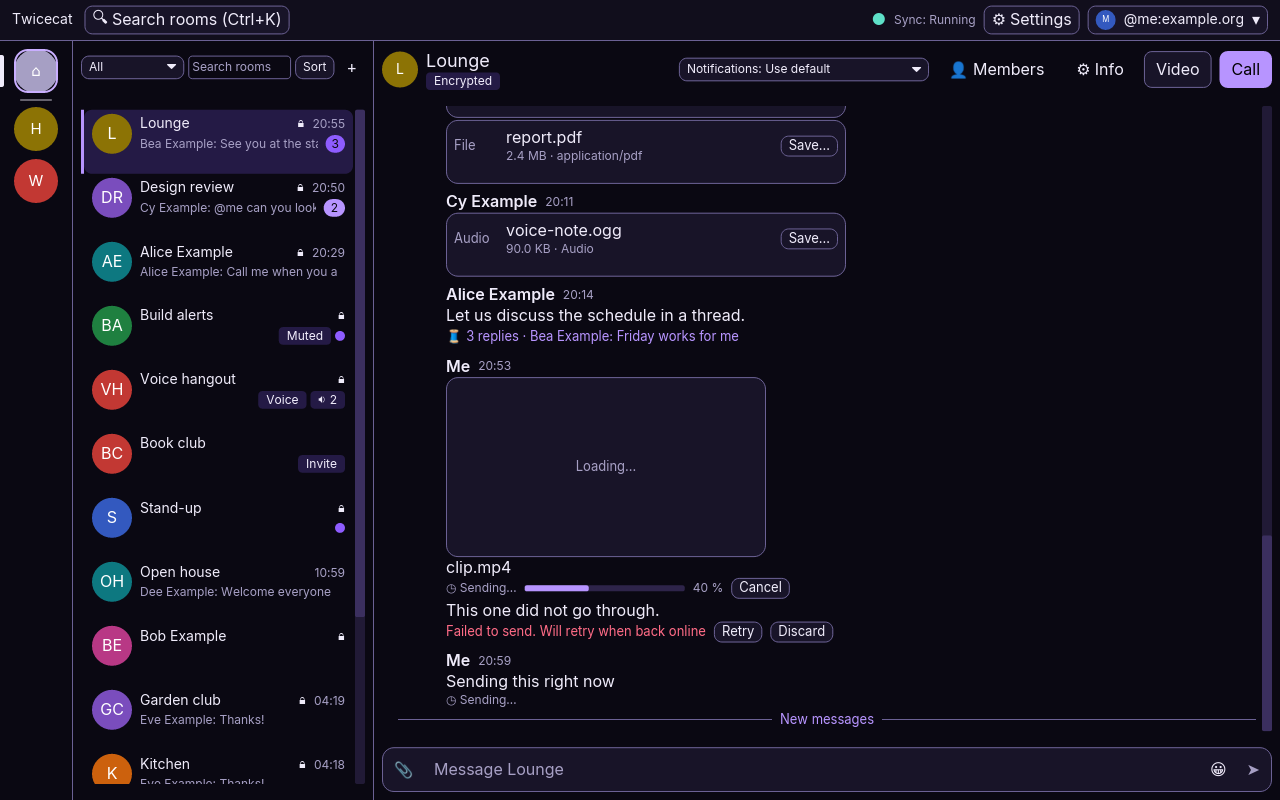 Twicecat
Search rooms (Ctrl+K)
Sync: Running
Settings
M
@me:example.org
All
Search rooms
Sort
+
H
W
L
Lounge
20:55
Bea Example: See you at the sta
3
DR
Design review
20:50
Cy Example: @me can you look
2
AE
Alice Example
20:29
Alice Example: Call me when you a
BA
Build alerts
Muted
VH
Voice hangout
Voice
2
BC
Book club
Invite
S
Stand-up
OH
Open house
10:59
Dee Example: Welcome everyone
BE
Bob Example
GC
Garden club
04:19
Eve Example: Thanks!
K
Kitchen
04:18
Eve Example: Thanks!
L
Lounge
Encrypted
Notifications: Use default
Members
Info
Video
Call
File
report.pdf
2.4 MB · application/pdf
Save...
Cy Example 20:11
Audio
voice-note.ogg
90.0 KB · Audio
Save...
Alice Example 20:14
Let us discuss the schedule in a thread.
3 replies · Bea Example: Friday works for me
Me 20:53
Loading...
clip.mp4
Sending... 40 % Cancel
This one did not go through.
Failed to send. Will retry when back online Retry Discard
Me 20:59
Sending this right now
Sending...
New messages
Message Lounge